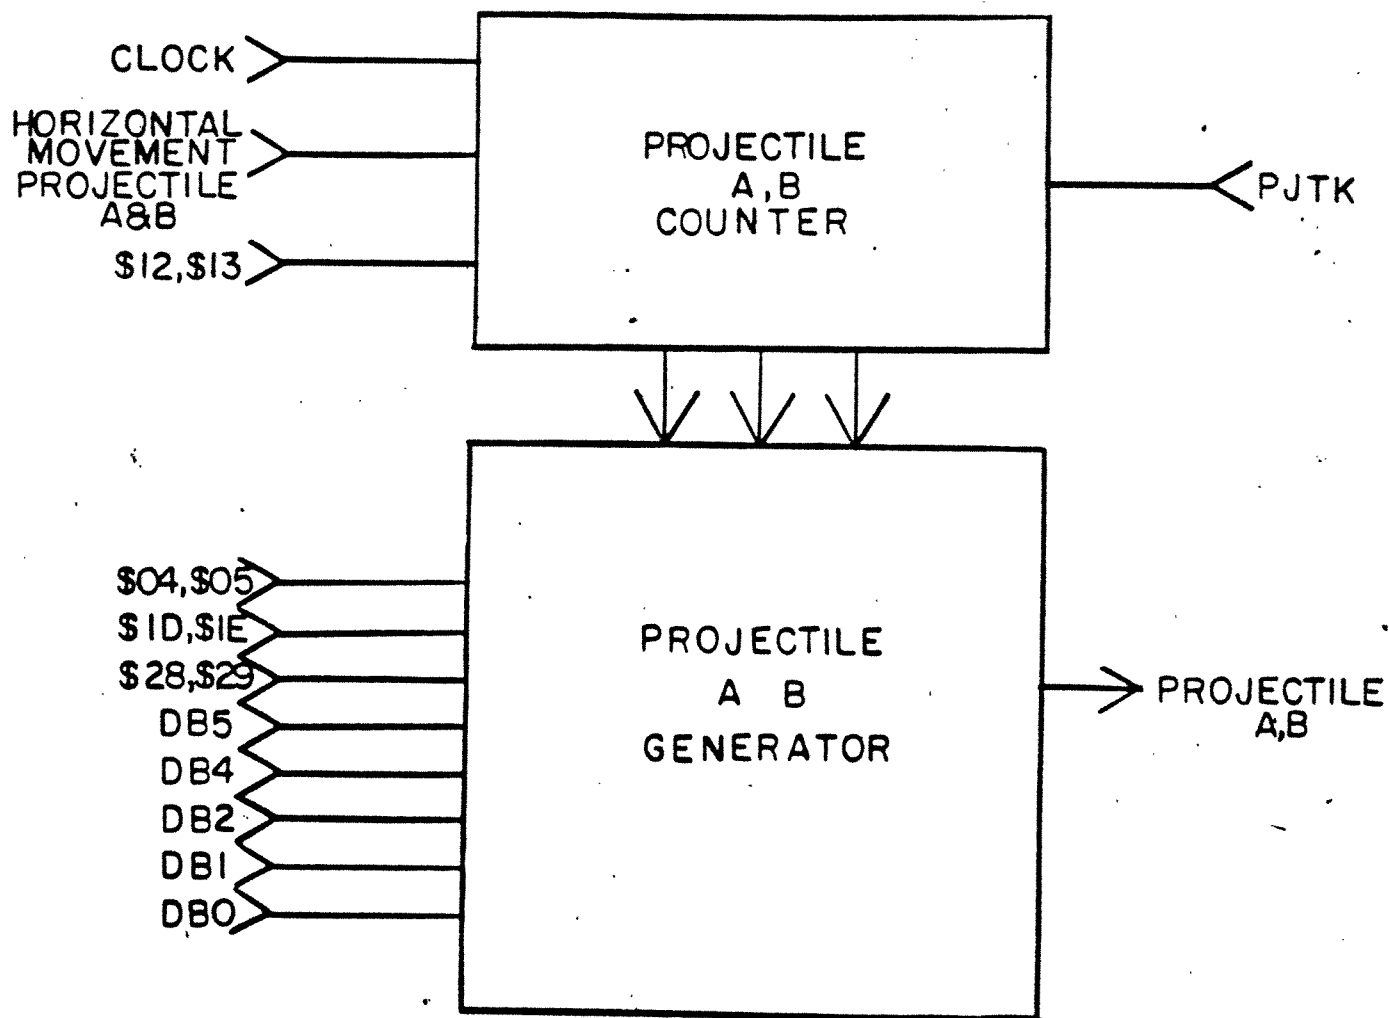 CLOCK
HORIZONTAL
MOVEMENT
PROJECTILE
A&B
$12,$13
PROJECTILE
A,B
COUNTER
PJTK
$04,$05
$1D,$1E
$28,$29
DB5
DB4
DB2
DB1
DB0
PROJECTILE
A B
GENERATOR
PROJECTILE
A,B